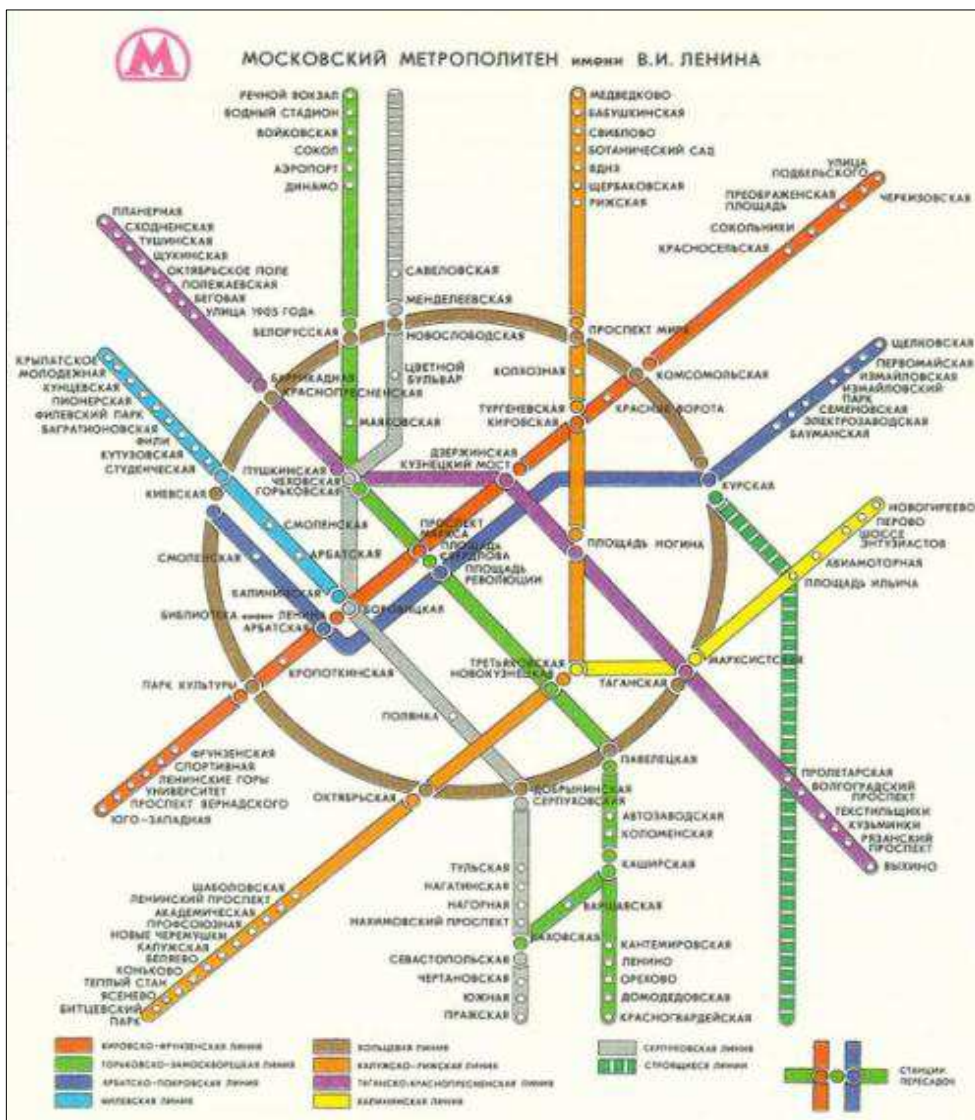 М
МОСКОВСКИЙ МЕТРОПОЛИТЕН имени В.И. ЛЕНИНА
РЕЧНОЙ ВОКЗАЛ
ВОДНЫЙ СТАДИОН
ВОЙКОВСКАЯ
СОКОЛ
АЭРОПОРТ
ДИНАМО
МЕДВЕДКОВО
БАБУШКИНСКАЯ
СВИБЛОВО
БОТАНИЧЕСКИЙ САД
ВДНХ
ЩЕРБАКОВСКАЯ
РИЖСКАЯ
УЛИЦА
ПОДБЕЛЬСКОГО
ЧЕРКИЗОВСКАЯ
ПРЕОБРАЖЕНСКАЯ
ПЛОЩАДЬ
СОКОЛЬНИКИ
КРАСНОСЕЛЬСКАЯ
ПЛАНЕРНАЯ
СХОДНЕНСКАЯ
ТУШИНСКАЯ
ЩУКИНСКАЯ
ОКТЯБРЬСКОЕ ПОЛЕ
ПОЛЕЖАЕВСКАЯ
БЕГОВАЯ
УЛИЦА 1905 ГОДА
САВЕЛОВСКАЯ
МЕНДЕЛЕЕВСКАЯ
БЕЛОРУССКАЯ
НОВОСЛОБОДСКАЯ
ПРОСПЕКТ МИРА
КОМСОМОЛЬСКАЯ
БАРРИКАДНАЯ
КРАСНОПРЕСНЕНСКАЯ
ЦВЕТНОЙ
БУЛЬВАР
КОЛХОЗНАЯ
МАЯКОВСКАЯ
ТУРГЕНЕВСКАЯ
КИРОВСКАЯ
КРАСНЫЕ ВОРОТА
КРЫЛАТСКОЕ
МОЛОДЕЖНАЯ
КУНЦЕВСКАЯ
ПИОНЕРСКАЯ
ФИЛЕВСКИЙ ПАРК
БАГРАТИОНОВСКАЯ
ФИЛИ
КУТУЗОВСКАЯ
СТУДЕНЧЕСКАЯ
КИЕВСКАЯ
ЩЕЛКОВСКАЯ
ПЕРВОМАЙСКАЯ
ИЗМАЙЛОВСКАЯ
ИЗМАЙЛОВСКИЙ
ПАРК
СЕМЕНОВСКАЯ
ЭЛЕКТРОЗАВОДСКАЯ
БАУМАНСКАЯ
КУРСКАЯ
ПУШКИНСКАЯ
ЧЕХОВСКАЯ
ГОРЬКОВСКАЯ
ДЗЕРЖИНСКАЯ
КУЗНЕЦКИЙ МОСТ
СМОЛЕНСКАЯ
АРБАТСКАЯ
СМОЛЕНСКАЯ
КАЛИНИНСКАЯ
БИБЛИОТЕКА имени ЛЕНИНА
АРБАТСКАЯ
БОРОВИЦКАЯ
ПРОСПЕКТ
МАРКСА
ПЛОЩАДЬ
СВЕРДЛОВА
ПЛОЩАДЬ
РЕВОЛЮЦИИ
ПЛОЩАДЬ НОГИНА
НОВОГИРЕЕВО
ПЕРОВО
ШОССЕ
ЭНТУЗИАСТОВ
АВИАМОТОРНАЯ
ПЛОЩАДЬ ИЛЬИЧА
МАРКСИСТСКАЯ
ТАГАНСКАЯ
ТРЕТЬЯКОВСКАЯ
НОВОКУЗНЕЦКАЯ
КРОПОТКИНСКАЯ
ПАРК КУЛЬТУРЫ
ПОЛЯНКА
ФРУНЗЕНСКАЯ
СПОРТИВНАЯ
ЛЕНИНСКИЕ ГОРЫ
УНИВЕРСИТЕТ
ПРОСПЕКТ ВЕРНАДСКОГО
ЮГО-ЗАПАДНАЯ
ОКТЯБРЬСКАЯ
ДОБРЫНИНСКАЯ
СЕРПУХОВСКАЯ
ПАВЕЛЕЦКАЯ
АВТОЗАВОДСКАЯ
КОЛОМЕНСКАЯ
КАШИРСКАЯ
ВАРШАВСКАЯ
КАХОВСКАЯ
КАНТЕМИРОВСКАЯ
ЛЕНИНО
ОРЕХОВО
ДОМОДЕДОВСКАЯ
КРАСНОГВАРДЕЙСКАЯ
ПРОЛЕТАРСКАЯ
ВОЛГОГРАДСКИЙ
ПРОСПЕКТ
ТЕКСТИЛЬЩИКИ
КУЗЬМИНКИ
РЯЗАНСКИЙ
ПРОСПЕКТ
ВЫХИНО
ТУЛЬСКАЯ
НАГАТИНСКАЯ
НАГОРНАЯ
НАХИМОВСКИЙ ПРОСПЕКТ
СЕВАСТОПОЛЬСКАЯ
ЧЕРТАНОВСКАЯ
ЮЖНАЯ
ПРАЖСКАЯ
ШАБОЛОВСКАЯ
ЛЕНИНСКИЙ ПРОСПЕКТ
АКАДЕМИЧЕСКАЯ
ПРОФСОЮЗНАЯ
НОВЫЕ ЧЕРЕМУШКИ
КАЛУЖСКАЯ
БЕЛЯЕВО
КОНЬКОВО
ТЕПЛЫЙ СТАН
ЯСЕНЕВО
БИТЦЕВСКИЙ
ПАРК
КИРОВСКО-ФРУНЗЕНСКАЯ ЛИНИЯ
ГОРЬКОВСКО-ЗАМОСКВОРЕЦКАЯ ЛИНИЯ
АРБАТСКО-ПОКРОВСКАЯ ЛИНИЯ
ФИЛЕВСКАЯ ЛИНИЯ
КОЛЬЦЕВАЯ ЛИНИЯ
КАЛУЖСКО-РИЖСКАЯ ЛИНИЯ
ТАГАНСКО-КРАСНОПРЕСНЕНСКАЯ ЛИНИЯ
КАЛИНИНСКАЯ ЛИНИЯ
СЕРПУХОВСКАЯ ЛИНИЯ
СТРОЯЩИЕСЯ ЛИНИИ
СТАНЦИИ
ПЕРЕСАДОК